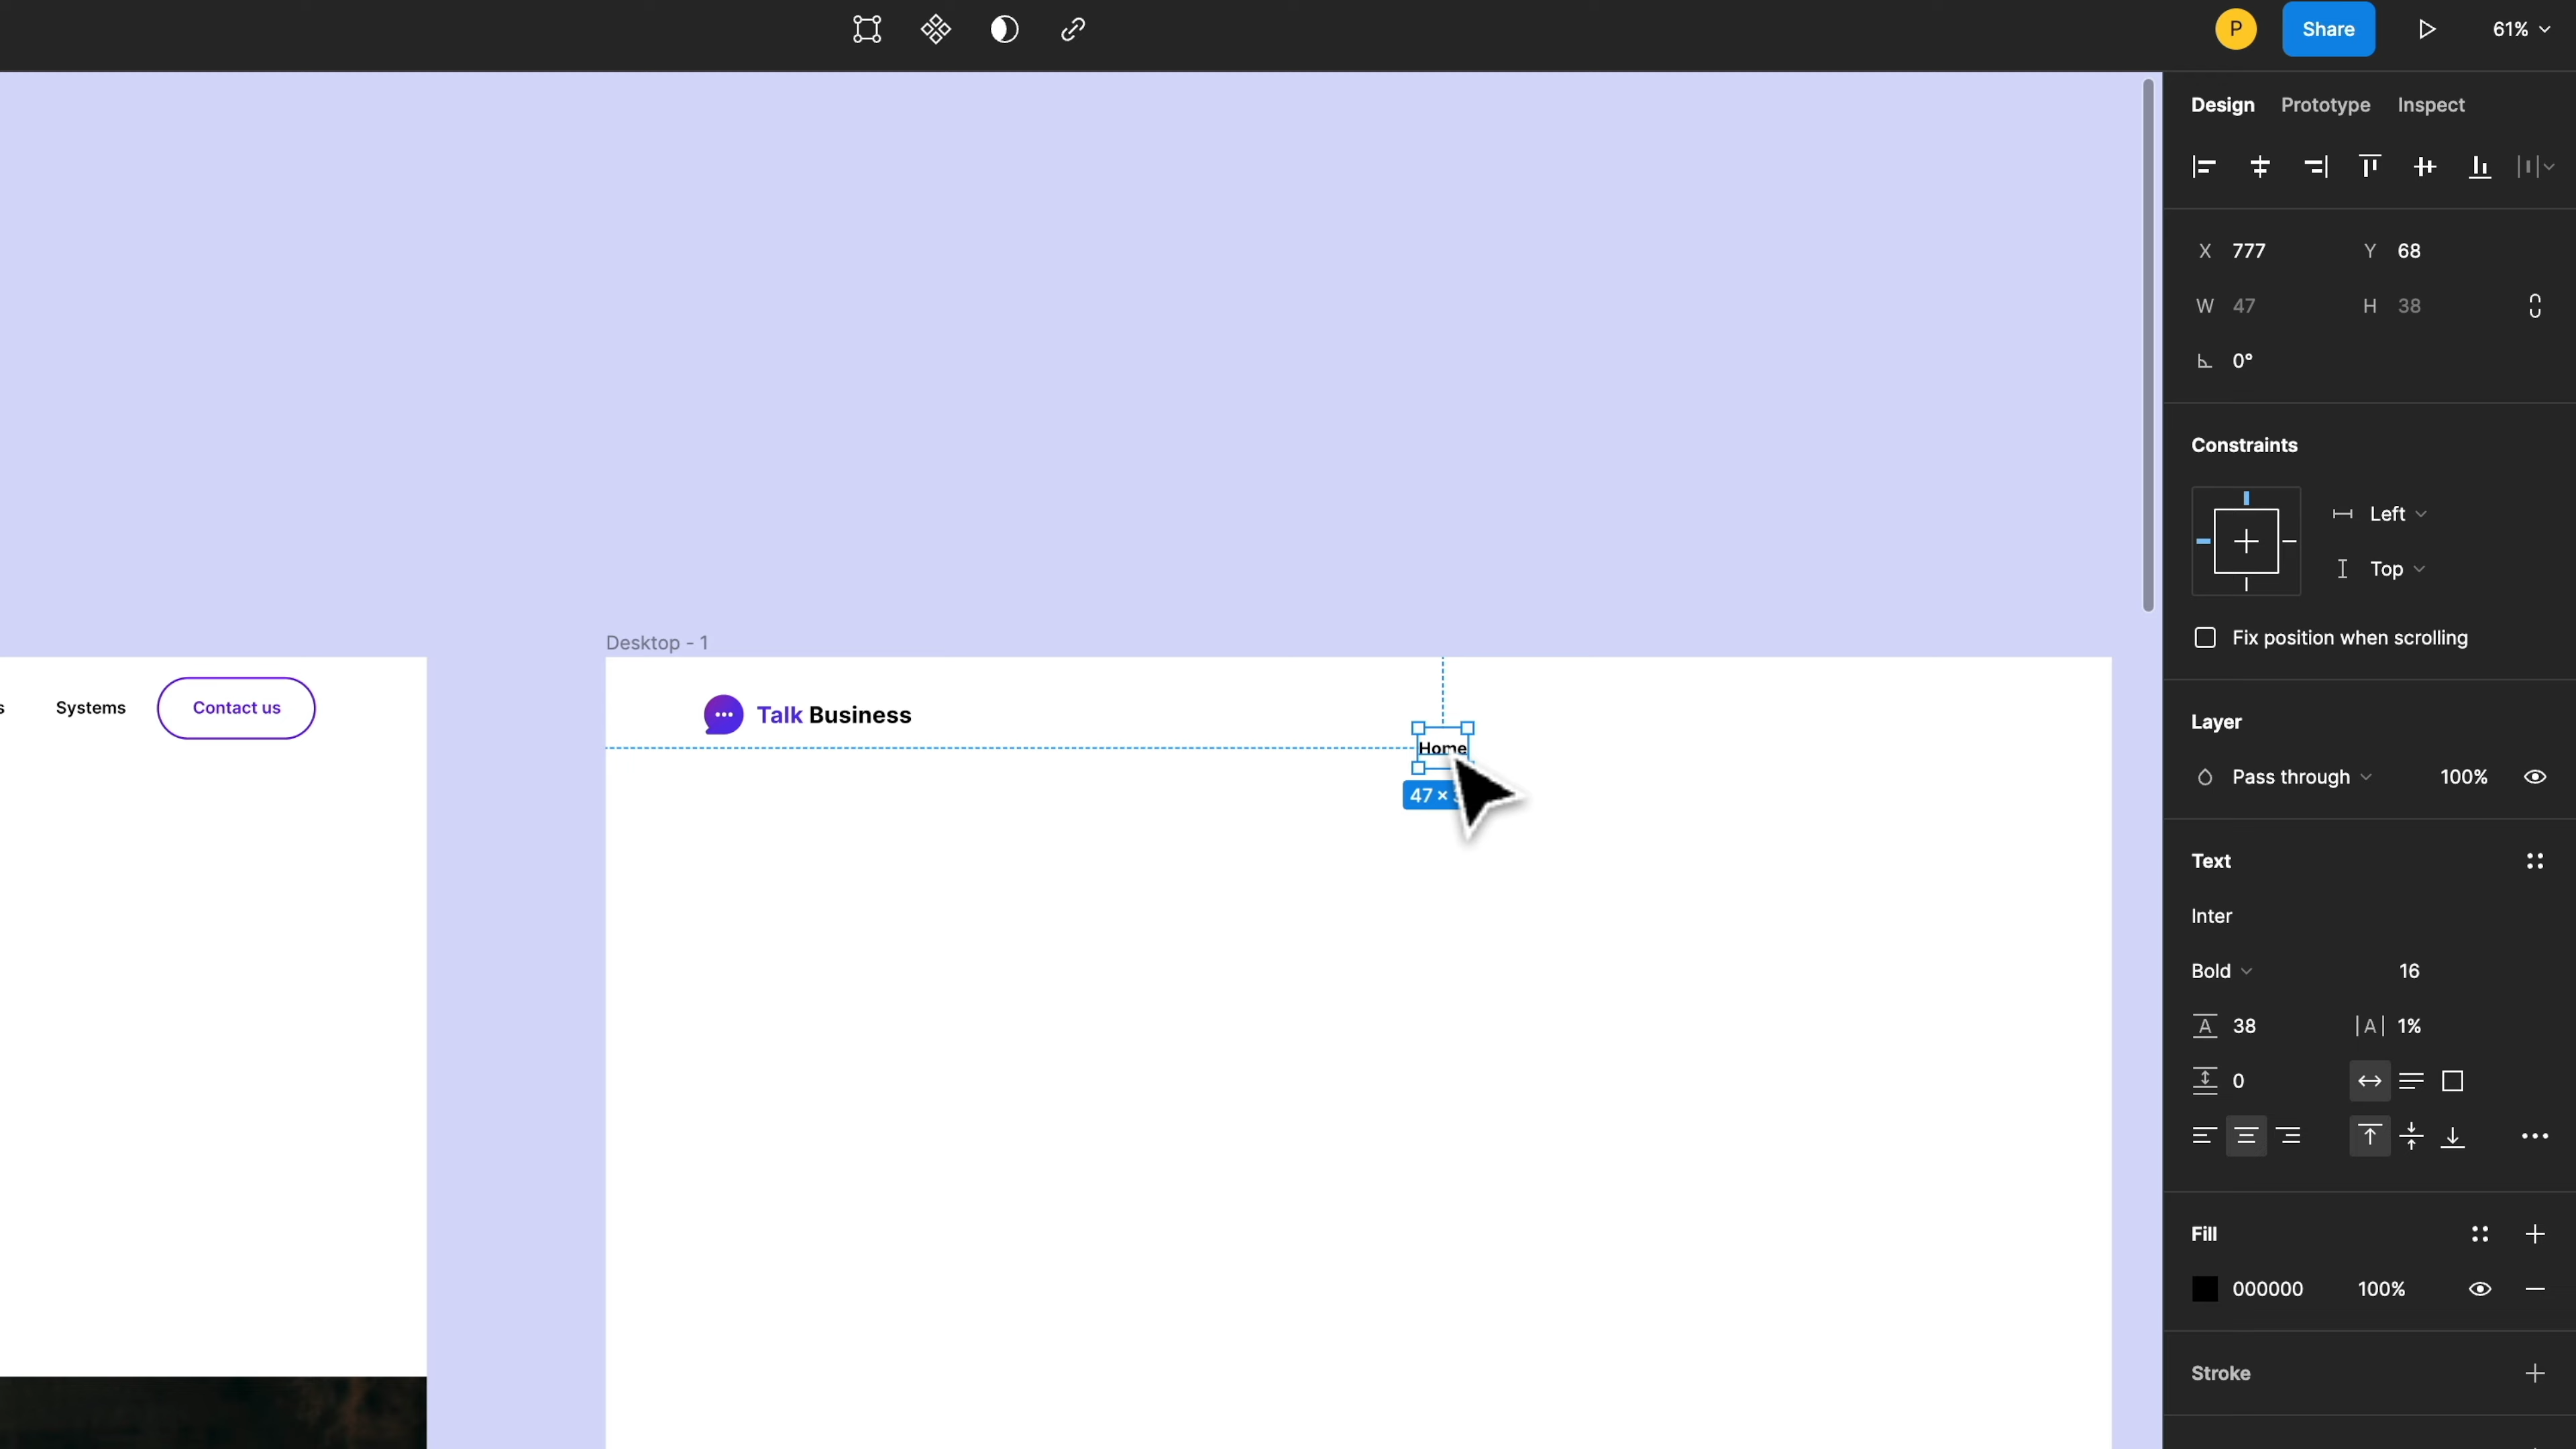 P Share 61%
Design Prototype Inspect
X 777 Y 68
W 47 H 38
0°
Constraints
Left
Top
Fix position when scrolling
Desktop - 1
Systems Contact us
Talk Business
Home
47 ×
Layer
Pass through 100%
Text
Inter
Bold 16
A 38 |A| 1%
0
Fill
000000 100%
Stroke